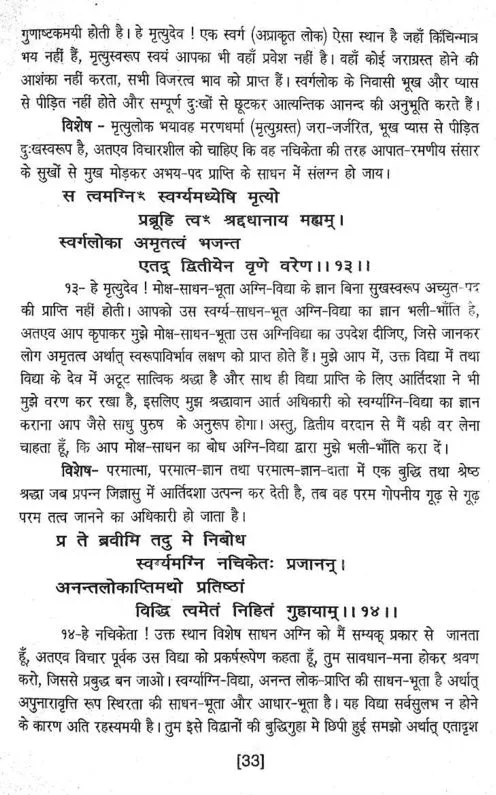 गुणाष्टकमयी होती है। हे मृत्युदेव ! एक स्वर्ग (अप्राकृत लोक) ऐसा स्थान है जहाँ किंचिन्मात्र
भय नहीं हैं, मृत्युस्वरूप स्वयं आपका भी वहाँ प्रवेश नहीं है। वहाँ कोई जराग्रस्त होने की
आशंका नहीं करता, सभी विजरत्व भाव को प्राप्त हैं। स्वर्गलोक के निवासी भूख और प्यास
से पीड़ित नहीं होते और सम्पूर्ण दुःखों से छूटकर आत्यन्तिक आनन्द की अनुभूति करते हैं।
विशेष - मृत्युलोक भयावह मरणधर्मा (मृत्युग्रस्त) जरा-जर्जरित, भूख प्यास से पीड़ित
दुःखस्वरूप है, अतएव विचारशील को चाहिए कि वह नचिकेता की तरह आपात-रमणीय संसार
के सुखों से मुख मोड़कर अभय-पद प्राप्ति के साधन में संलग्न हो जाय।
स त्वमग्निꣳ स्वर्ग्यमध्येषि मृत्यो
प्रब्रूहि त्वꣳ श्रद्दधानाय मह्यम्।
स्वर्गलोका अमृतत्वं भजन्त
एतद् द्वितीयेन वृणे वरेण।।१३।।
१३- हे मृत्युदेव ! मोक्ष-साधन-भूता अग्नि-विद्या के ज्ञान बिना सुखस्वरूप अच्युत-पद
की प्राप्ति नहीं होती। आपको उस स्वर्ग्य-साधन-भूत अग्नि-विद्या का ज्ञान भली-भाँति है,
अतएव आप कृपाकर मुझे मोक्ष-साधन-भूता उस अग्निविद्या का उपदेश दीजिए, जिसे जानकर
लोग अमृतत्व अर्थात् स्वरूपाविर्भाव लक्षण को प्राप्त होते हैं। मुझे आप में, उक्त विद्या में तथा
विद्या के देव में अटूट सात्विक श्रद्धा है और साथ ही विद्या प्राप्ति के लिए आर्तिदशा ने भी
मुझे वरण कर रखा है, इसलिए मुझ श्रद्धावान आर्त अधिकारी को स्वर्ग्याग्नि-विद्या का ज्ञान
कराना आप जैसे साधु पुरुष के अनुरूप होगा। अस्तु, द्वितीय वरदान से मैं यही वर लेना
चाहता हूँ, कि आप मोक्ष-साधन का बोध अग्नि-विद्या द्वारा मुझे भली-भाँति करा दें।
विशेष- परमात्मा, परमात्म-ज्ञान तथा परमात्म-ज्ञान-दाता में एक बुद्धि तथा श्रेष्ठ
श्रद्धा जब प्रपन्न जिज्ञासु में आर्तिदशा उत्पन्न कर देती है, तब वह परम गोपनीय गूढ़ से गूढ़
परम तत्व जानने का अधिकारी हो जाता है।
प्र ते ब्रवीमि तदु मे निबोध
स्वर्ग्यमग्निं नचिकेतः प्रजानन्।
अनन्तलोकाप्तिमथो प्रतिष्ठां
विद्धि त्वमेतं निहितं गुहायाम्।।१४।।
१४-हे नचिकेता ! उक्त स्थान विशेष साधन अग्नि को मैं सम्यक् प्रकार से जानता
हूँ, अतएव विचार पूर्वक उस विद्या को प्रकर्षरूपेण कहता हूँ, तुम सावधान-मना होकर श्रवण
करो, जिससे प्रबुद्ध बन जाओ। स्वर्ग्याग्नि-विद्या, अनन्त लोक-प्राप्ति की साधन-भूता है अर्थात्
अपुनारावृत्ति रूप स्थिरता की साधन-भूता और आधार-भूता है। यह विद्या सर्वसुलभ न होने
के कारण अति रहस्यमयी है। तुम इसे विद्वानों की बुद्धिगुहा मे छिपी हुई समझो अर्थात् एतादृश
[33]